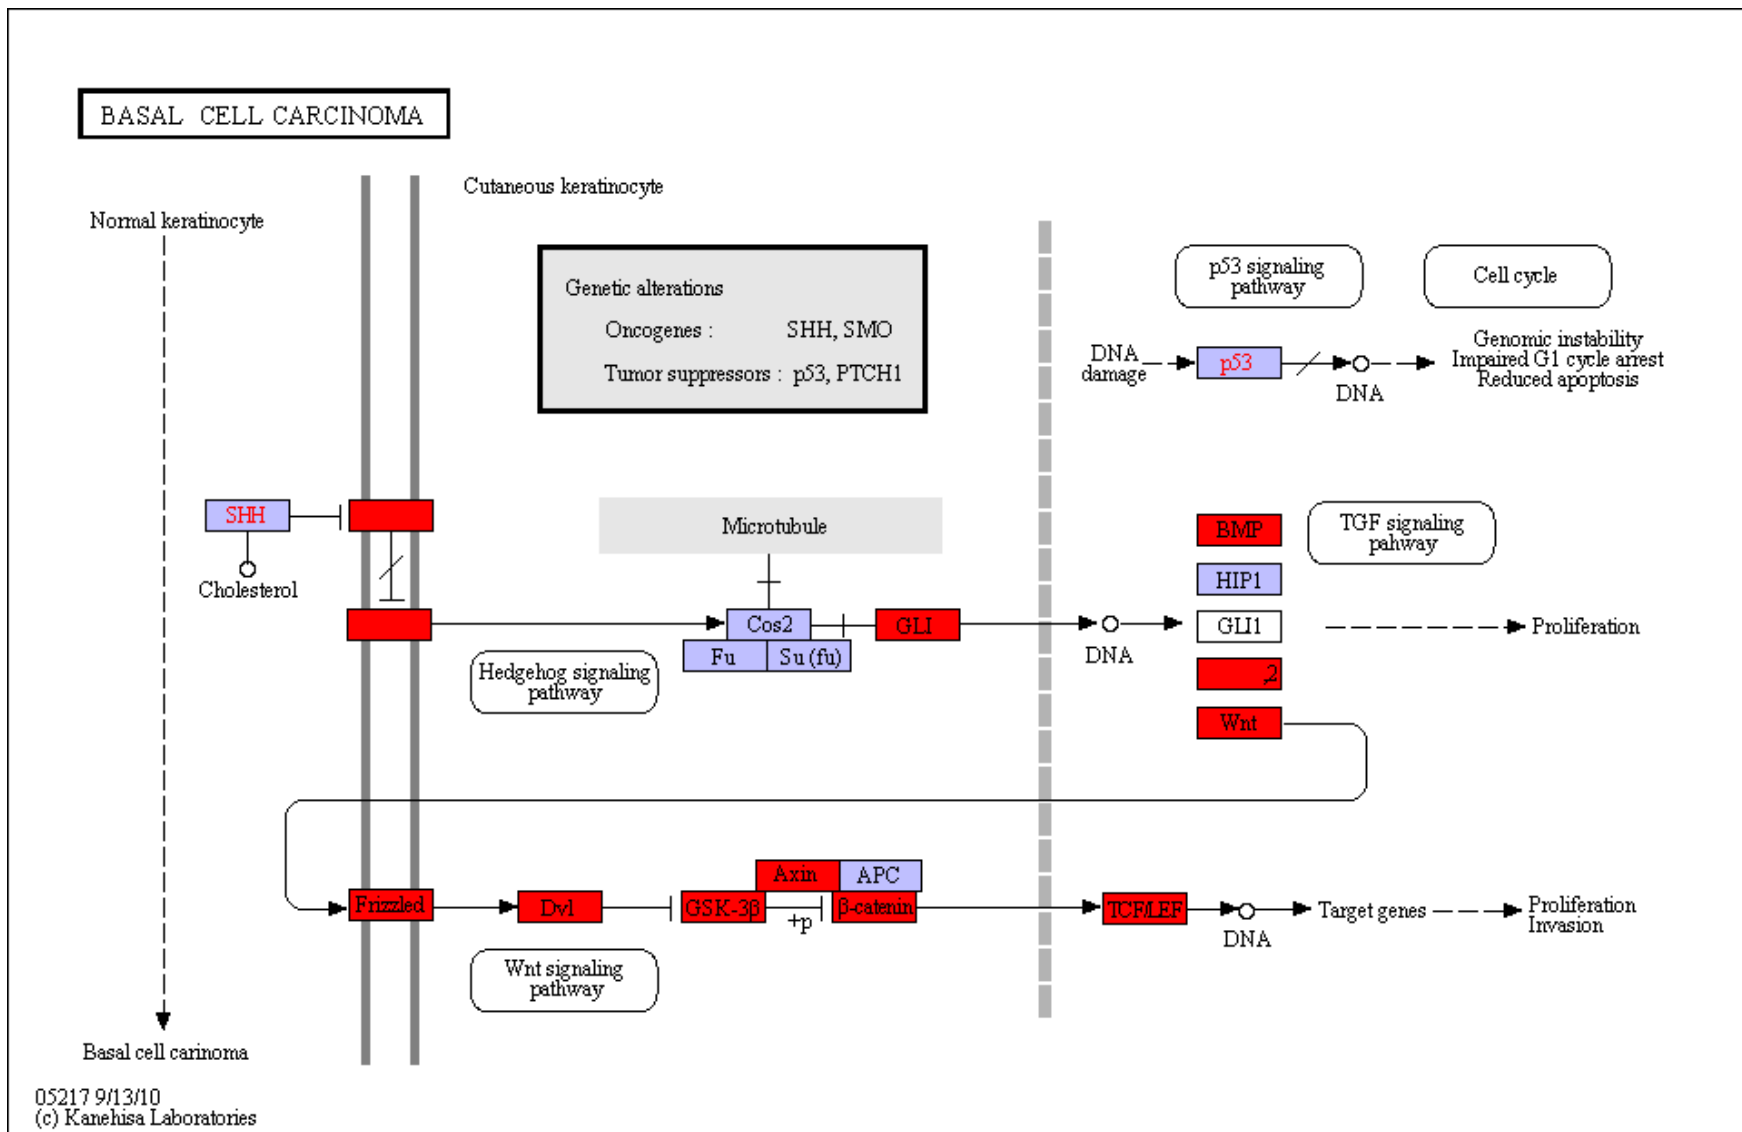 BASAL CELL CARCINOMA
Cutaneous keratinocyte
Normal keratinocyte
Genetic alterations
Oncogenes : SHH, SMO
Tumor suppressors : p53, PTCH1
p53 signaling
pathway
Cell cycle
DNA
damage
p53
DNA
Genomic instability
Impaired G1 cycle arrest
Reduced apoptosis
SHH
Cholesterol
Microtubule
BMP
TGF signaling
pahway
HIP1
Cos2
GLI
DNA
GLI1
Proliferation
Fu
Su (fu)
Hedgehog signaling
pathway
,2
Wnt
Axin
APC
Frizzled
Dvl
GSK-3β
+p
β-catenin
TCF/LEF
DNA
Target genes
Proliferation
Invasion
Wnt signaling
pathway
Basal cell carinoma
05217 9/13/10
(c) Kanehisa Laboratories